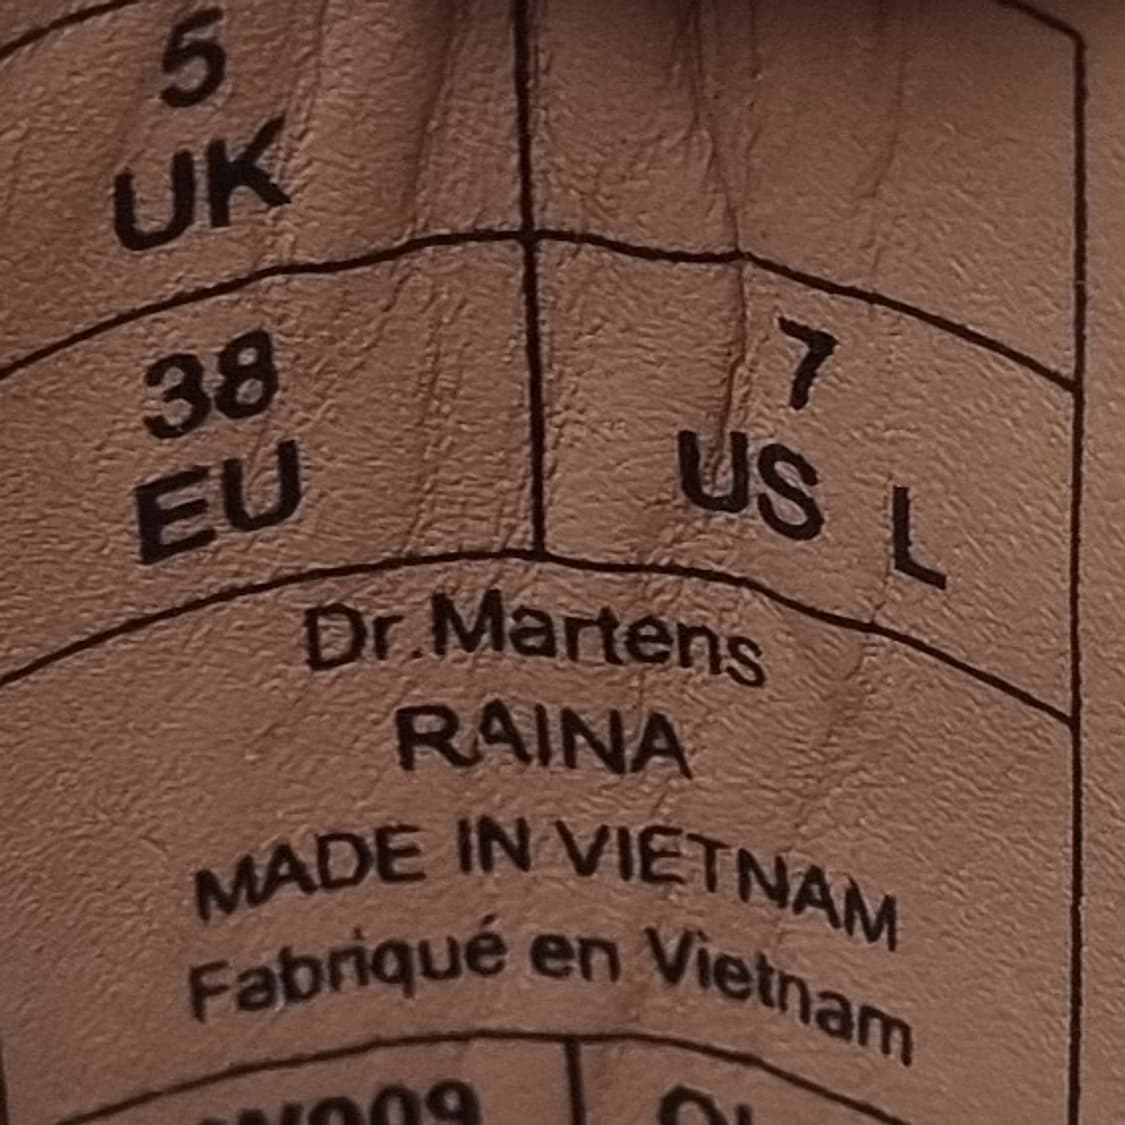 5
UK
38
EU
7
US L
Dr.Martens
RAINA
MADE IN VIETNAM
Fabriqué en Vietnam